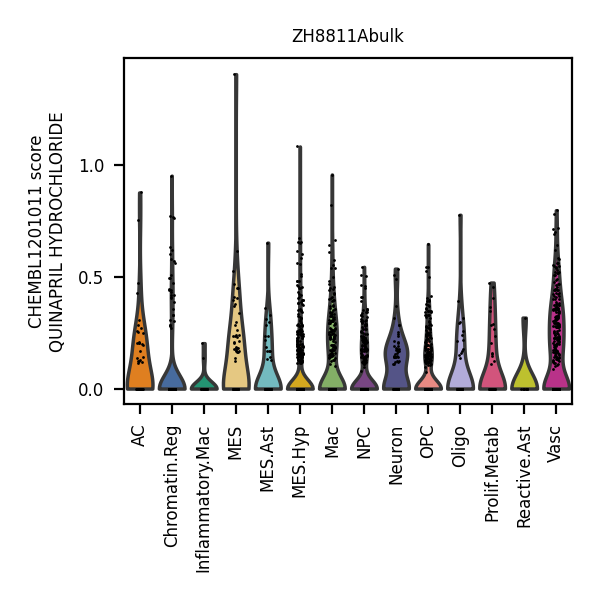 ZH8811Abulk
CHEMBL1201011 score
QUINAPRIL HYDROCHLORIDE
1.0
0.5
0.0
AC
Chromatin.Reg
Inflammatory.Mac
MES
MES.Ast
MES.Hyp
Mac
NPC
Neuron
OPC
Oligo
Prolif.Metab
Reactive.Ast
Vasc